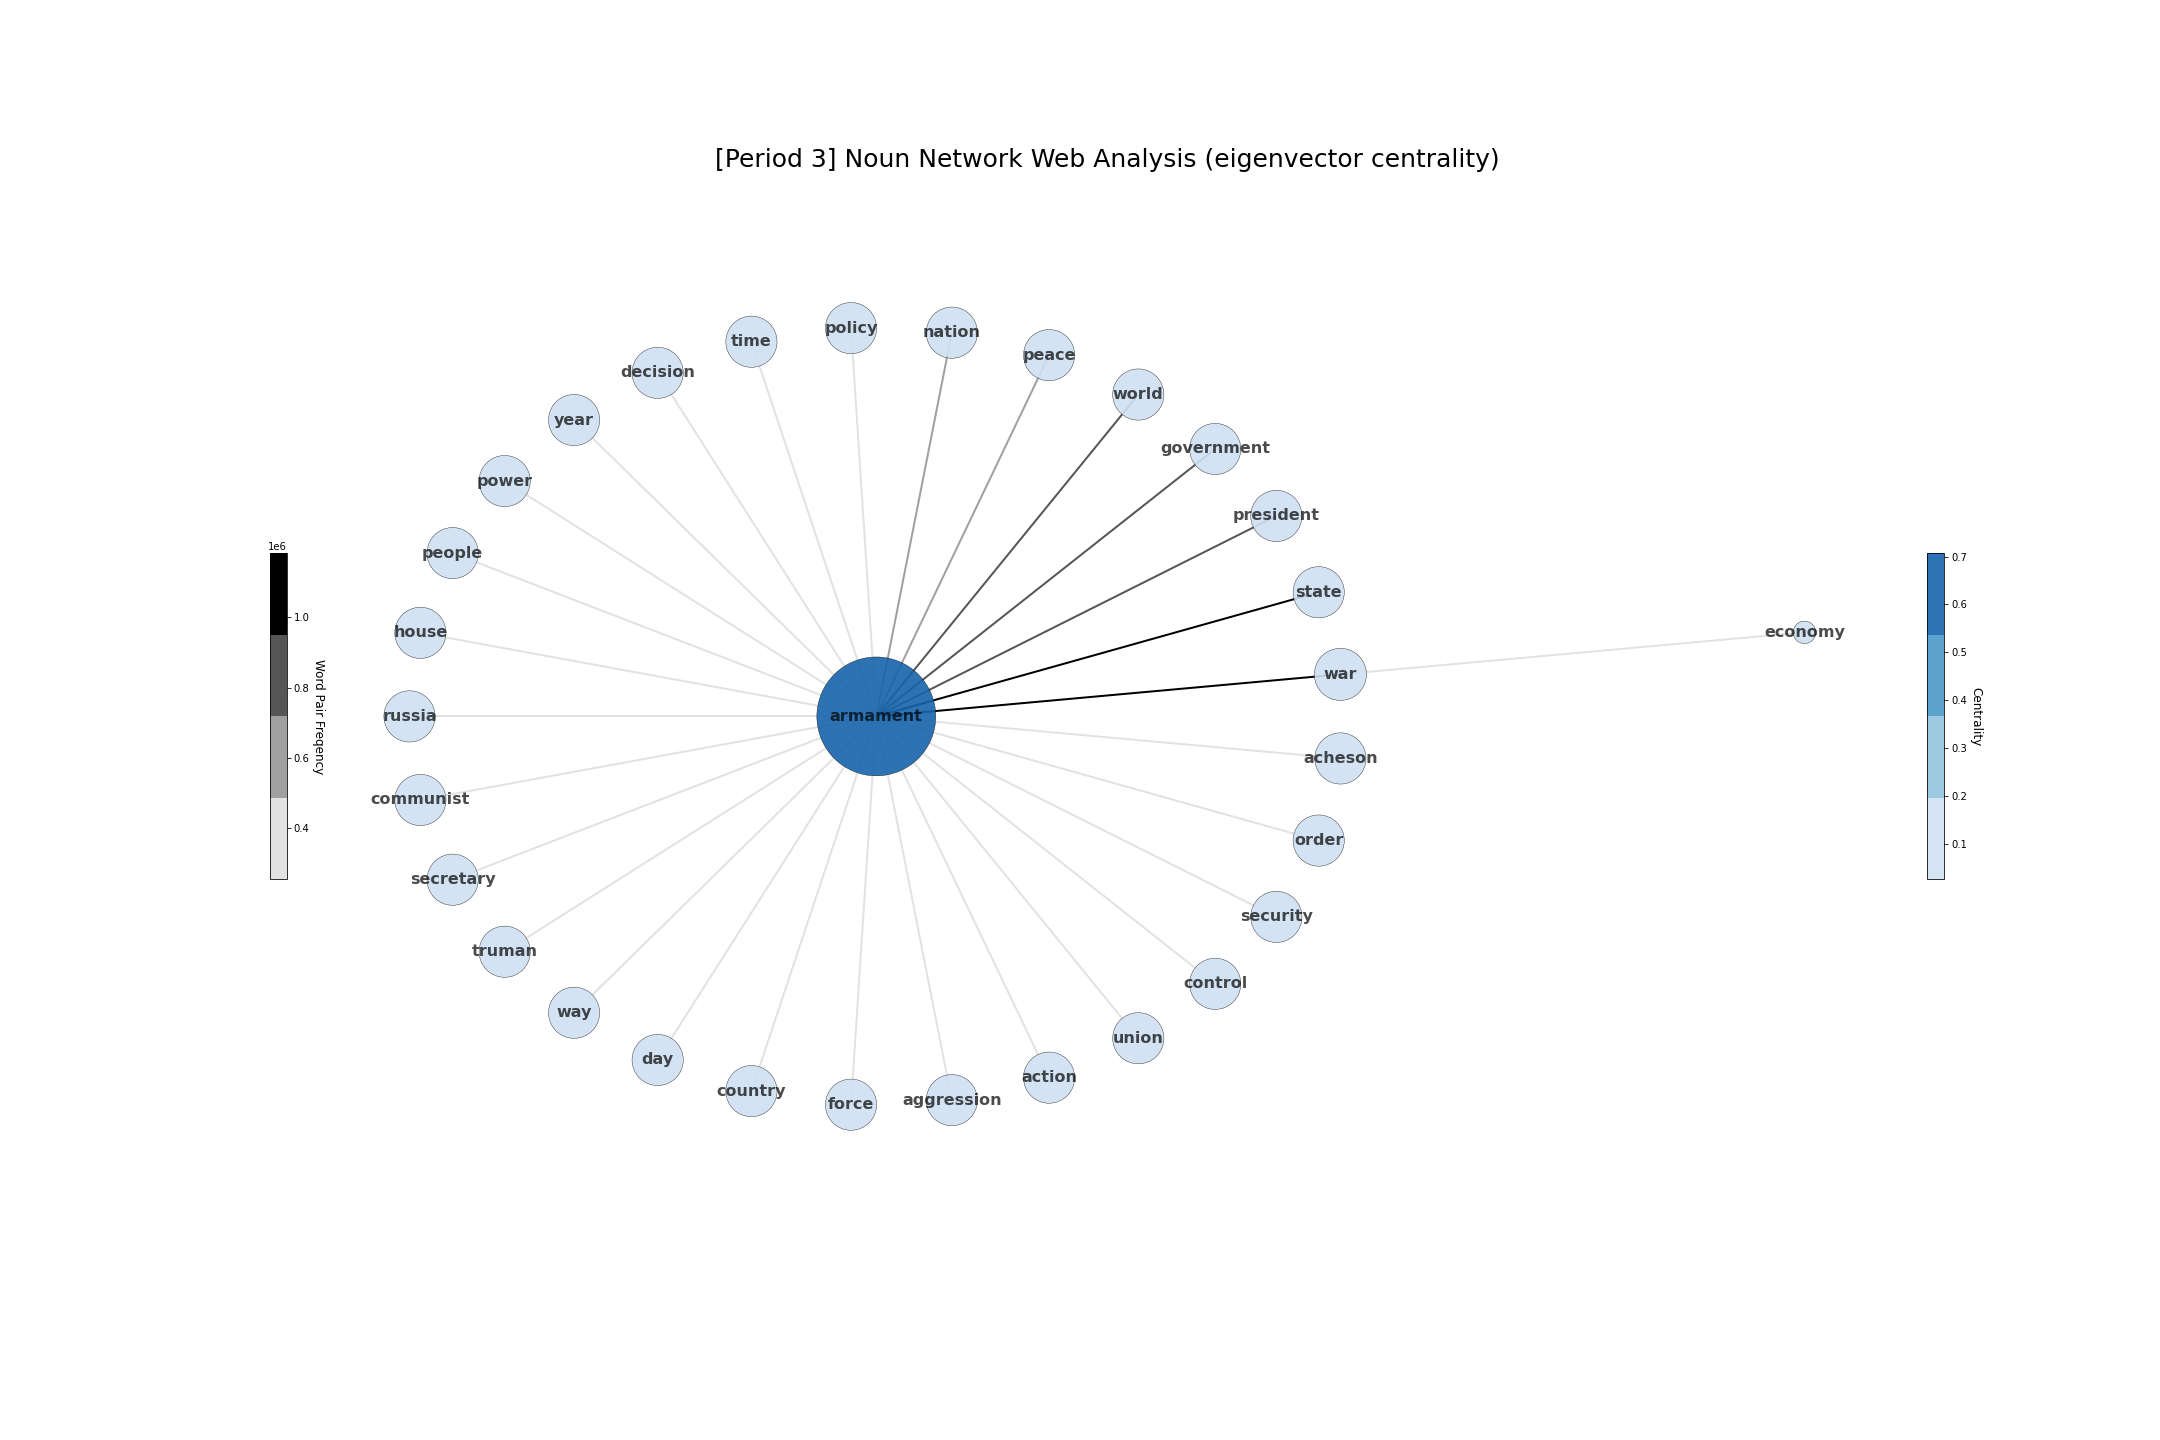 [Period 3] Noun Network Web Analysis (eigenvector centrality)
policy
nation
time
peace
decision
world
year
government
power
president
1e6
people
0.7
state
0.6
1.0
house
economy
0.5
war
0.8
Word Pair Freqency
0.4
Centrality
russia
armament
0.6
0.3
acheson
communist
0.2
0.4
order
0.1
secretary
security
truman
control
way
union
day
action
country
aggression
force